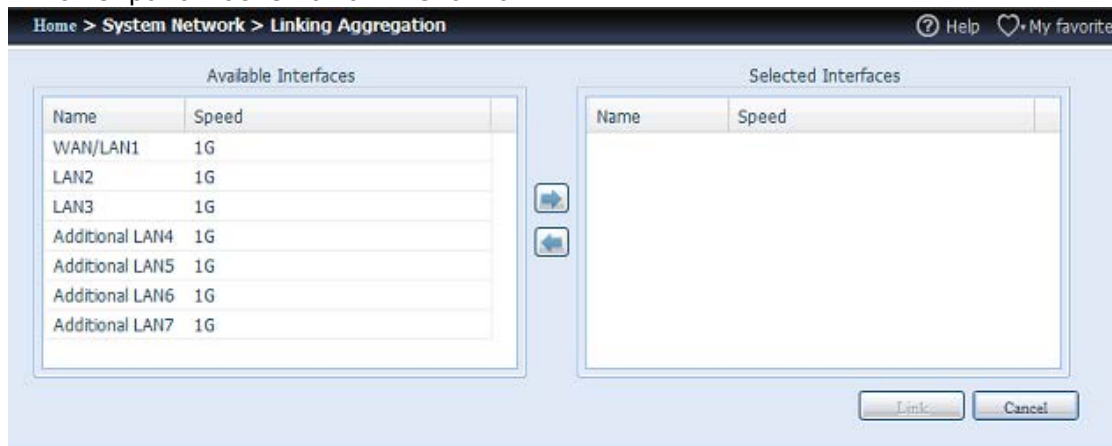 Home > System Network > Linking Aggregation
Help
My favorite
Available Interfaces
Name Speed
WAN/LAN1 1G
LAN2 1G
LAN3 1G
Additional LAN4 1G
Additional LAN5 1G
Additional LAN6 1G
Additional LAN7 1G
Selected Interfaces
Name Speed
Link
Cancel